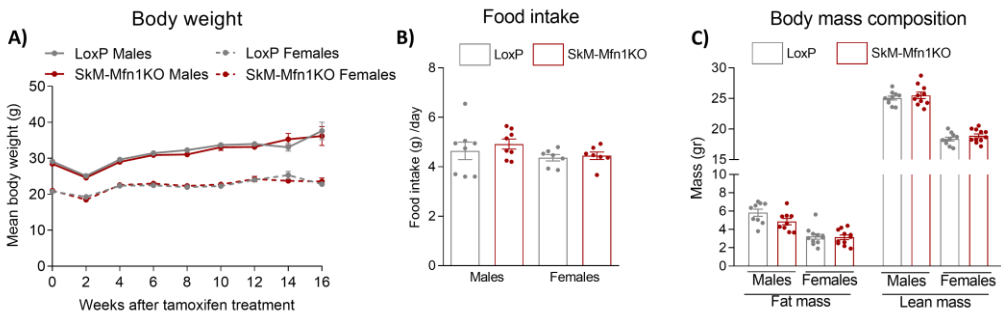 Body weight
A)
LoxP Males
LoxP Females
SkM-Mfn1KO Males
SkM-Mfn1KO Females
Mean body weight (g)
50
40
30
20
10
0
0 2 4 6 8 10 12 14 16
Weeks after tamoxifen treatment
Food intake
B)
LoxP
SkM-Mfn1KO
Food intake (g) /day
8
6
4
2
0
Males Females
Body mass composition
C)
LoxP
SkM-Mfn1KO
Mass (gr)
30
25
20
15
10
8
6
4
2
0
Males Females Males Females
Fat mass Lean mass